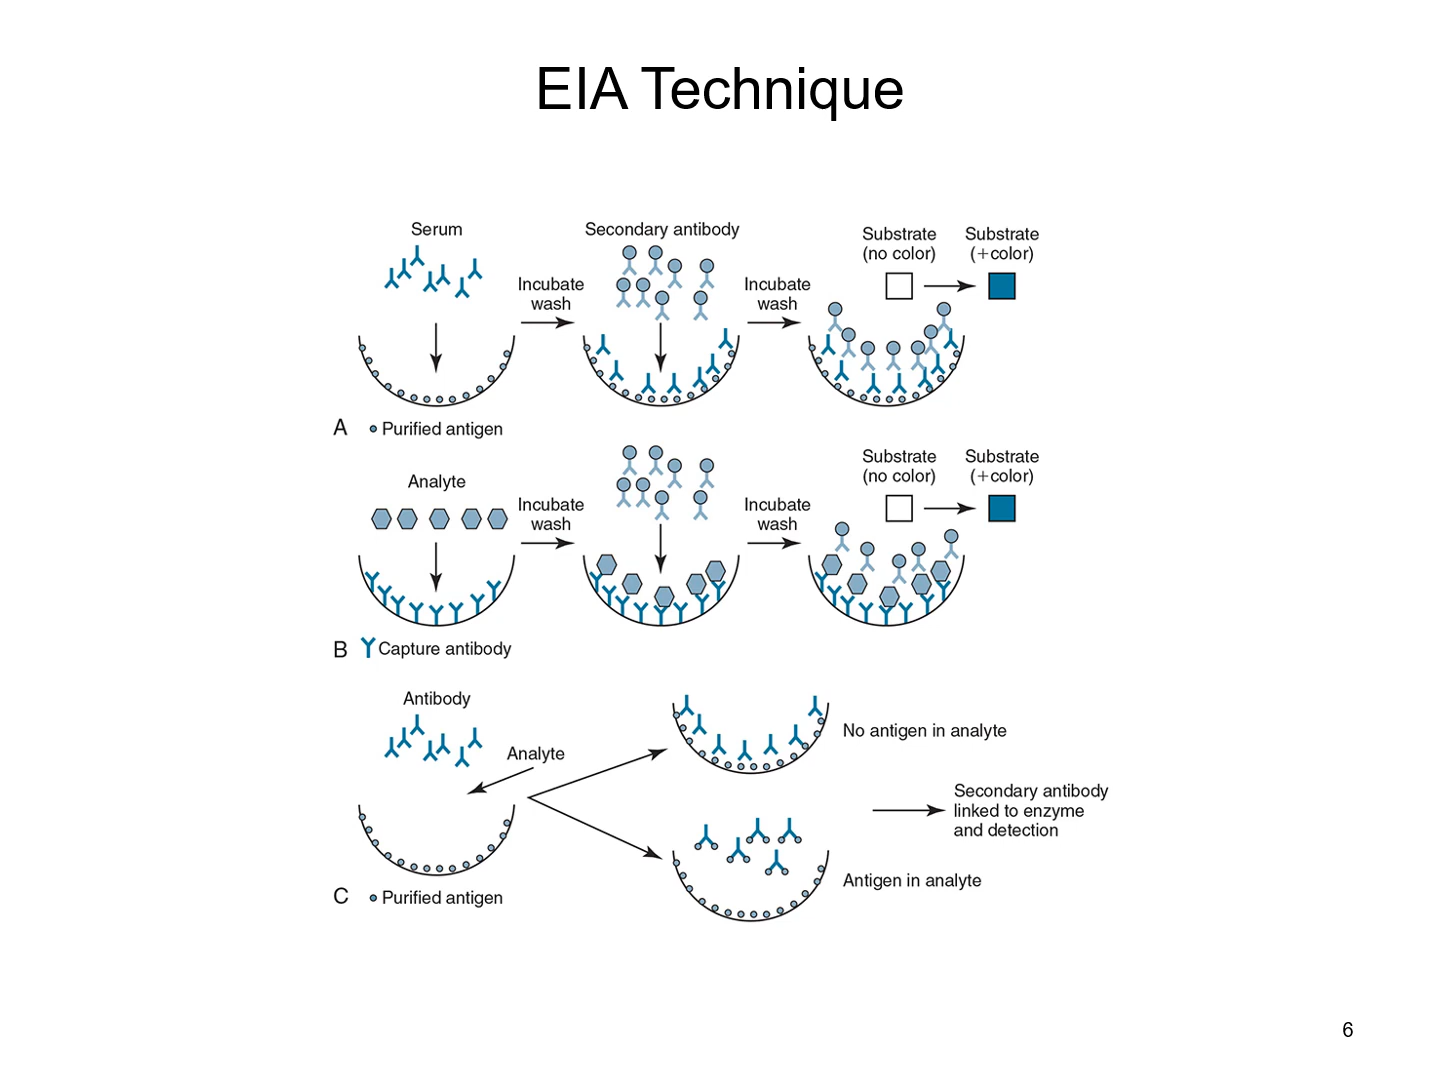 EIA Technique
Serum
Secondary antibody
Substrate
(no color)
Substrate
(+color)
Incubate
wash
Incubate
wash
A
Purified antigen
Analyte
Incubate
wash
Incubate
wash
Substrate
(no color)
Substrate
(+color)
B
Capture antibody
Antibody
Analyte
No antigen in analyte
Secondary antibody
linked to enzyme
and detection
Antigen in analyte
C
Purified antigen
6